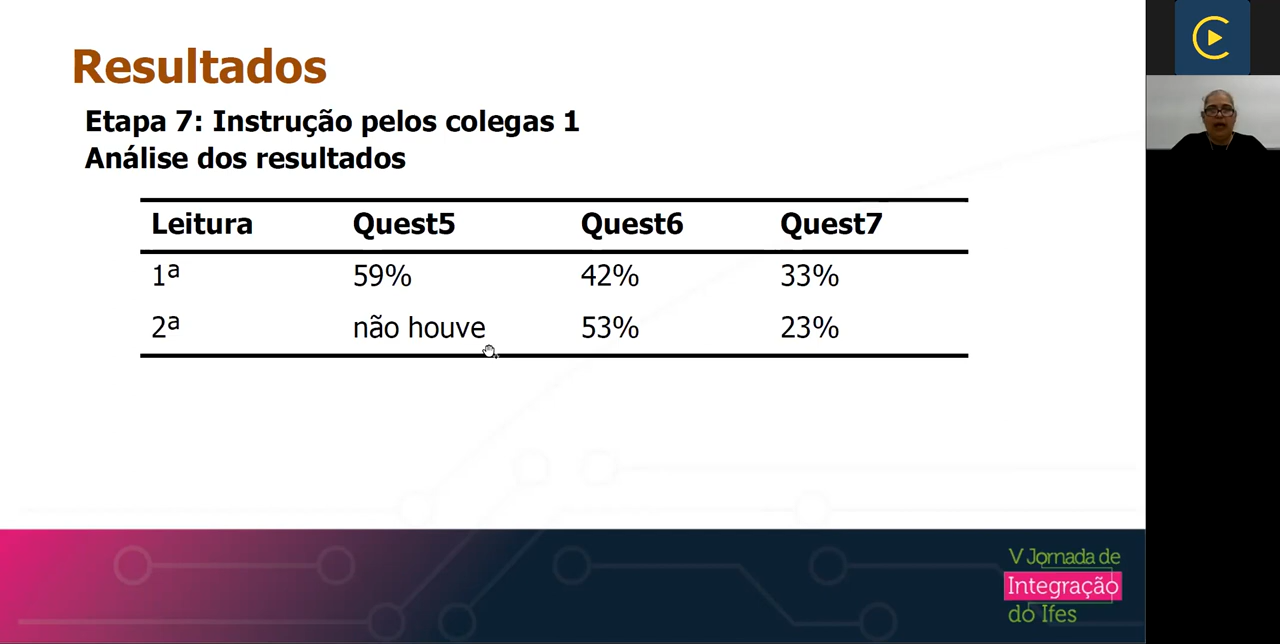 Resultados
Etapa 7: Instrução pelos colegas 1
Análise dos resultados
Leitura Quest5 Quest6 Quest7
1ª 59% 42% 33%
2ª não houve 53% 23%
V Jornada de
Integração
do Ifes